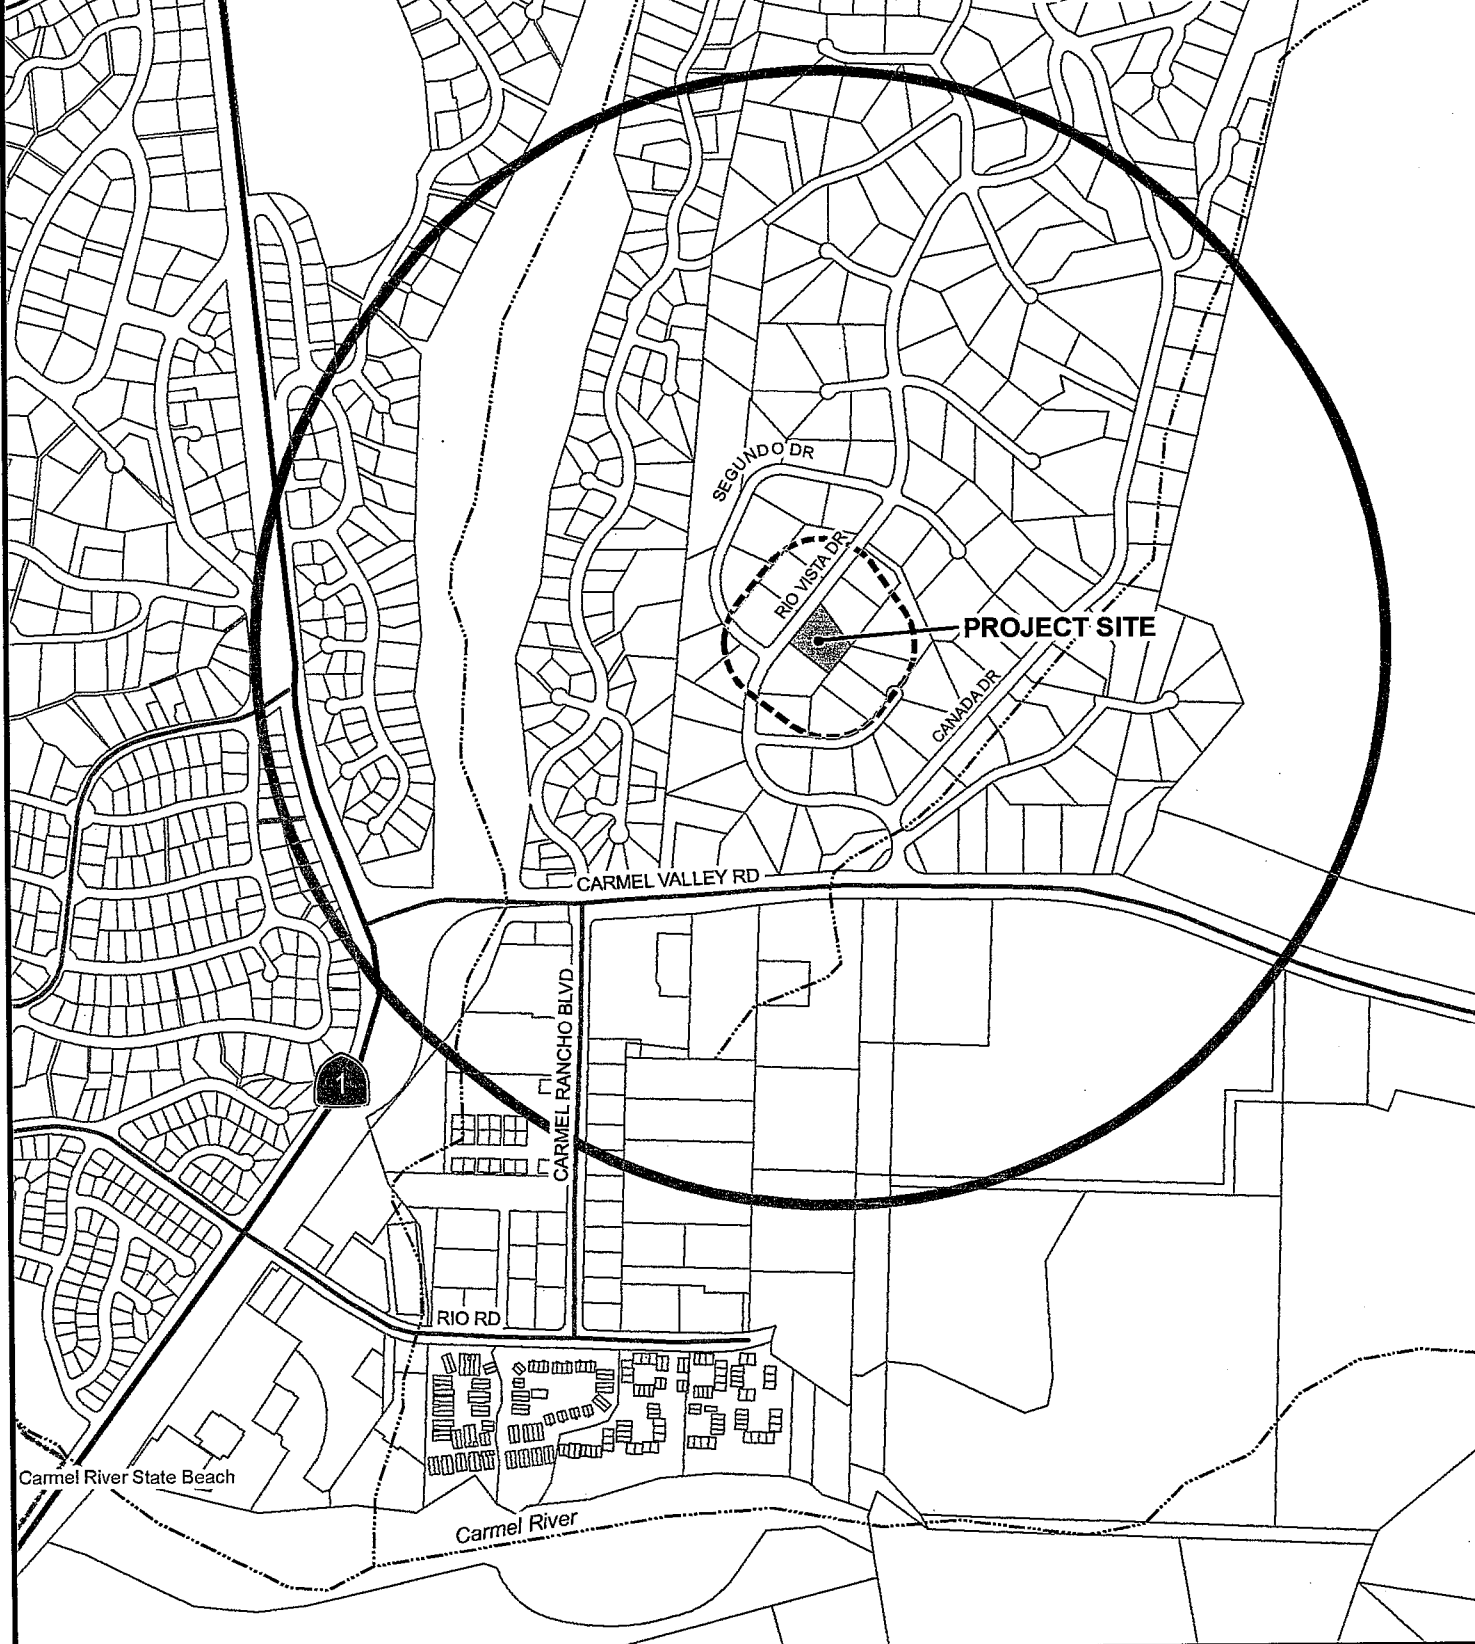 SEGUNDO DR
RIO VISTA DR
PROJECT SITE
CANADA DR
CARMEL VALLEY RD
CARMEL RANCHO BLVD
1
RIO RD
Carmel River State Beach
Carmel River